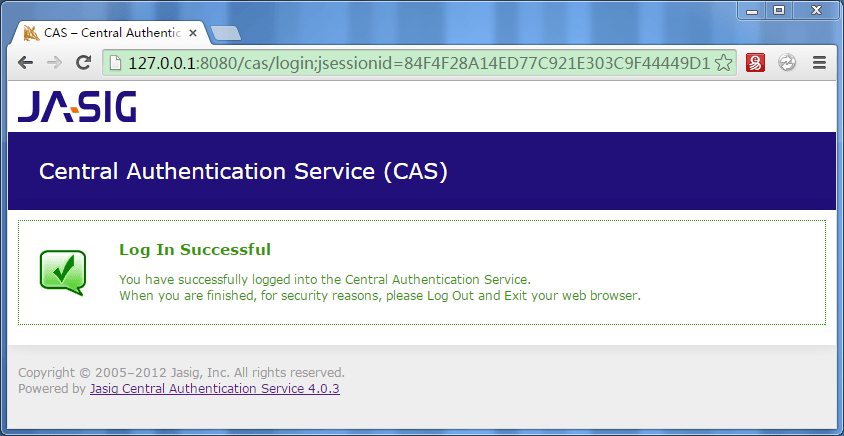 CAS – Central Authentic
127.0.0.1:8080/cas/login;jsessionid=84F4F28A14ED77C921E303C9F44449D1
易
JASIG
Central Authentication Service (CAS)
Log In Successful
You have successfully logged into the Central Authentication Service.
When you are finished, for security reasons, please Log Out and Exit your web browser.
Copyright © 2005–2012 Jasig, Inc. All rights reserved.
Powered by Jasig Central Authentication Service 4.0.3